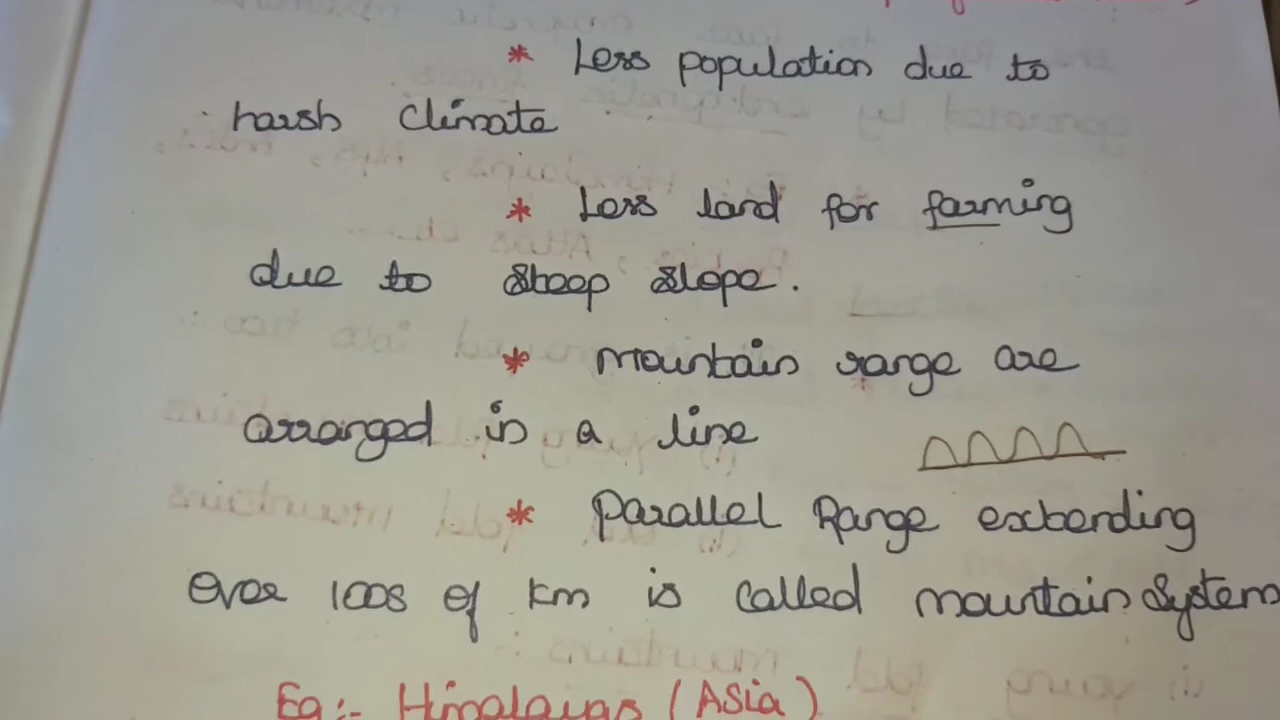 * Less population due to
harsh climate
* Less land for farming
due to steep slope.
* Mountain range are
arranged in a line
* Parallel Range extending
over 100s of km is called mountain System
Eg:- Himalayas (Asia)